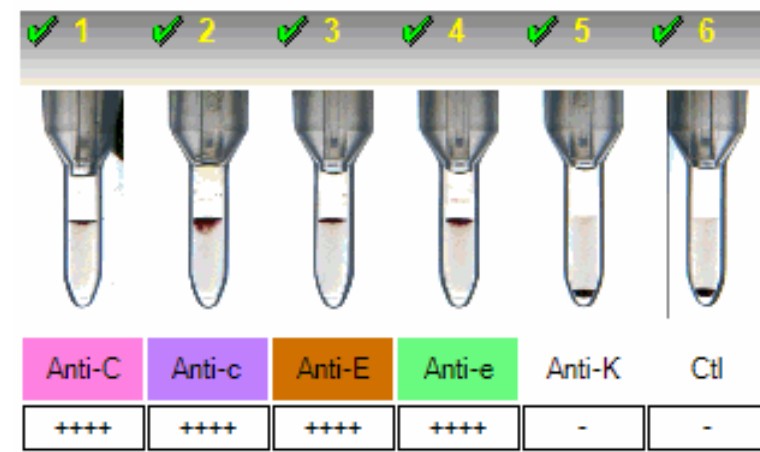 1 2 3 4 5 6
Anti-C Anti-c Anti-E Anti-e Anti-K Ctl
++++ ++++ ++++ ++++ - -